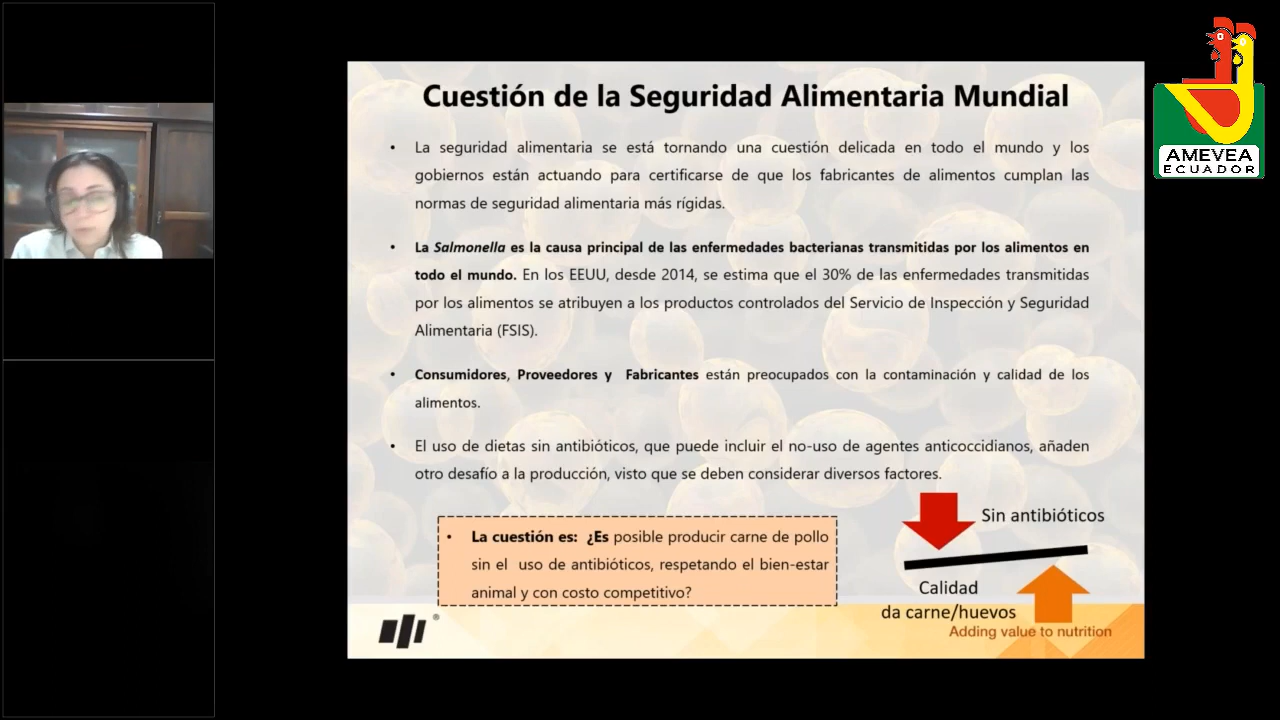 Cuestión de la Seguridad Alimentaria Mundial
• La seguridad alimentaria se está tornando una cuestión delicada en todo el mundo y los
gobiernos están actuando para certificarse de que los fabricantes de alimentos cumplan las
normas de seguridad alimentaria más rígidas.
• La Salmonella es la causa principal de las enfermedades bacterianas transmitidas por los alimentos en
todo el mundo. En los EEUU, desde 2014, se estima que el 30% de las enfermedades transmitidas
por los alimentos se atribuyen a los productos controlados del Servicio de Inspección y Seguridad
Alimentaria (FSIS).
• Consumidores, Proveedores y Fabricantes están preocupados con la contaminación y calidad de los
alimentos.
• El uso de dietas sin antibióticos, que puede incluir el no-uso de agentes anticoccidianos, añaden
otro desafío a la producción, visto que se deben considerar diversos factores.
• La cuestión es: ¿Es posible producir carne de pollo
sin el uso de antibióticos, respetando el bien-estar
animal y con costo competitivo?
Sin antibióticos
Calidad
da carne/huevos
®
Adding value to nutrition
AMEVEA
ECUADOR